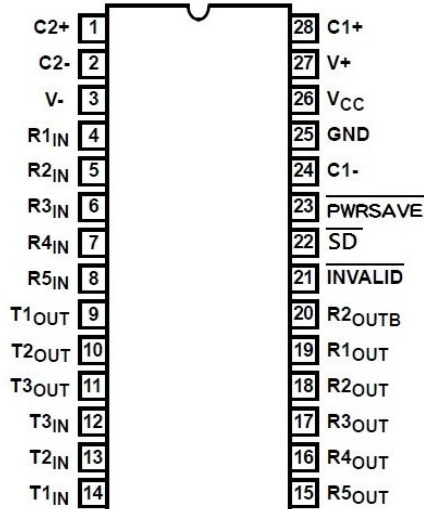 C2+ 1 28 C1+
C2- 2 27 V+
V- 3 26 VCC
R1IN 4 25 GND
R2IN 5 24 C1-
R3IN 6 23 PWRSAVE
R4IN 7 22 SD
R5IN 8 21 INVALID
T1OUT 9 20 R2OUTB
T2OUT 10 19 R1OUT
T3OUT 11 18 R2OUT
T3IN 12 17 R3OUT
T2IN 13 16 R4OUT
T1IN 14 15 R5OUT